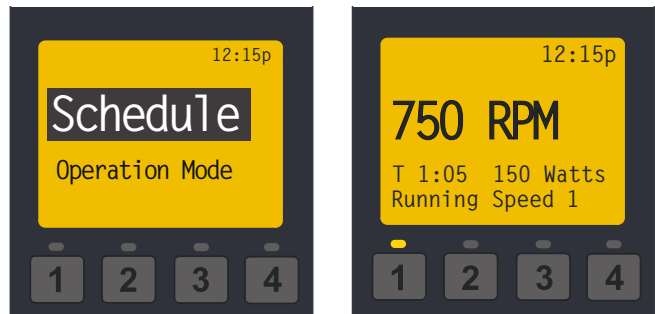 12:15p
Schedule
Operation Mode
1 2 3 4
12:15p
750 RPM
T 1:05 150 Watts
Running Speed 1
1 2 3 4